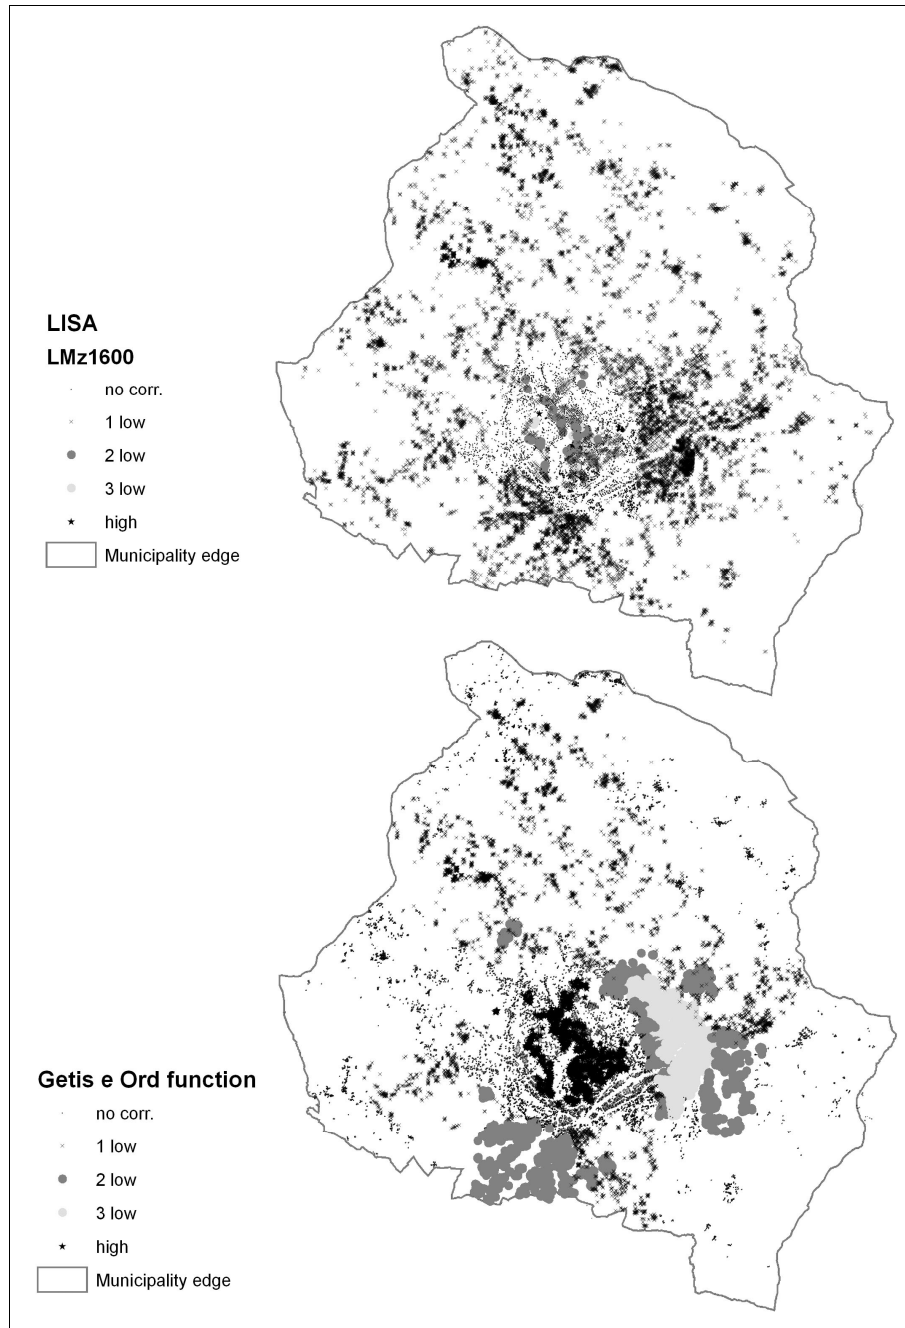 LISA
LMz1600
no corr.
1 low
2 low
3 low
high
Municipality edge
Getis e Ord function
no corr.
1 low
2 low
3 low
high
Municipality edge